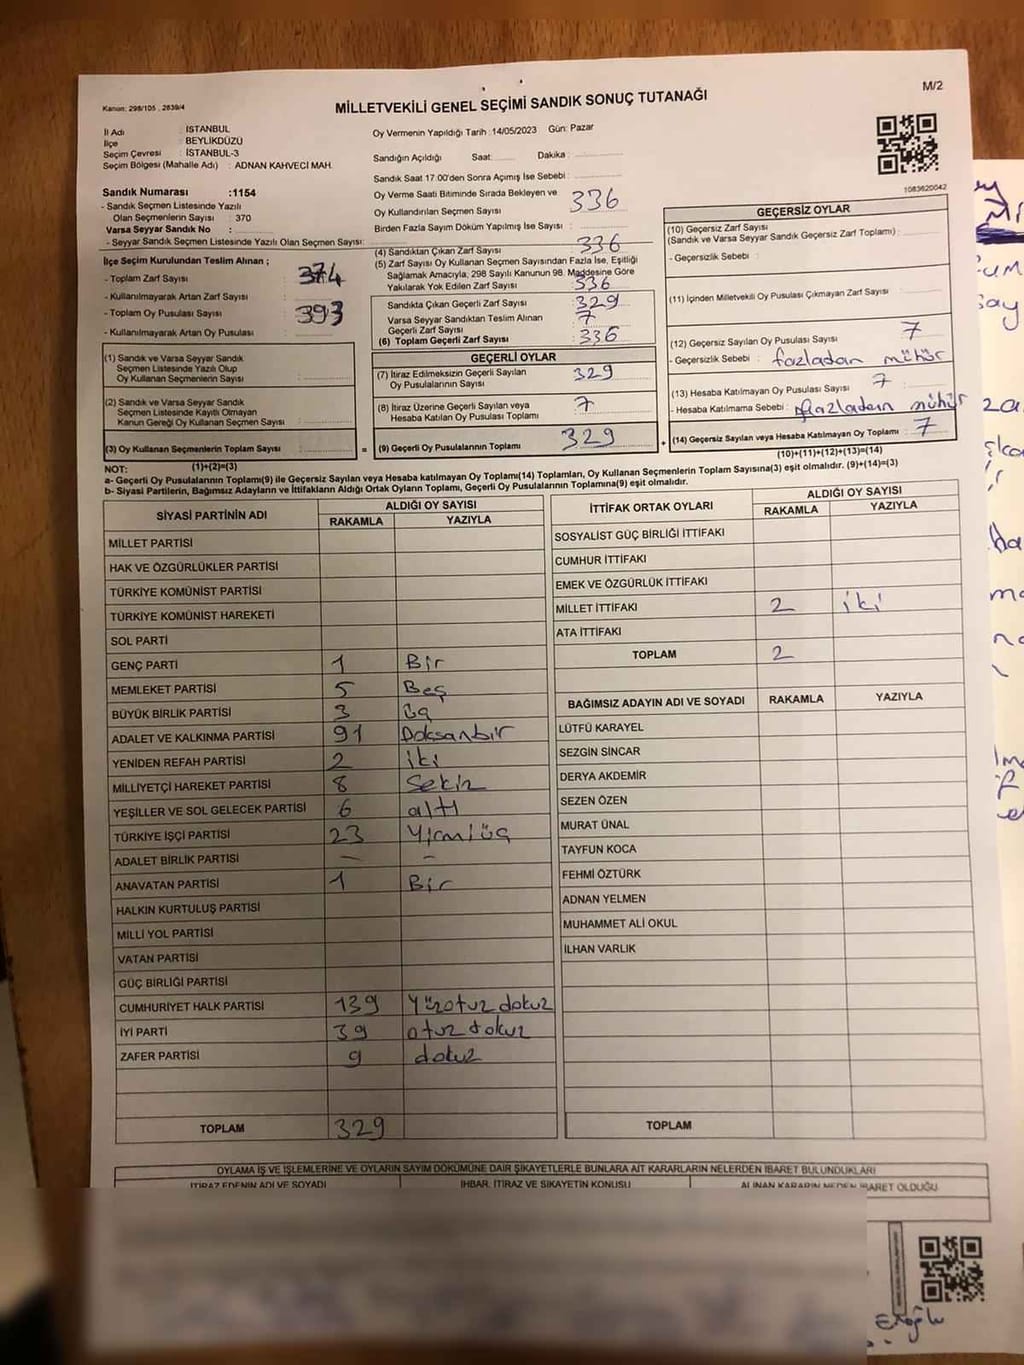 Kanun: 298/105 , 2839/4
MİLLETVEKİLİ GENEL SEÇİMİ SANDIK SONUÇ TUTANAĞI
M/2
İl Adı : İSTANBUL
İlçe : BEYLİKDÜZÜ
Seçim Çevresi : İSTANBUL-3
Seçim Bölgesi (Mahalle Adı) : ADNAN KAHVECİ MAH.
Sandık Numarası :1154
- Sandık Seçmen Listesinde Yazılı
Olan Seçmenlerin Sayısı : 370
Varsa Seyyar Sandık No :
- Seyyar Sandık Seçmen Listesinde Yazılı Olan Seçmen Sayısı:
Oy Vermenin Yapıldığı Tarih :14/05/2023 Gün: Pazar
Sandığın Açıldığı Saat: Dakika :
Sandık Saat 17:00'den Sonra Açımış İse Sebebi :
Oy Verme Saati Bitiminde Sırada Bekleyen ve
Oy Kullandırılan Seçmen Sayısı 336
Birden Fazla Sayım Döküm Yapılmış İse Sayısı :
1083620042
İlçe Seçim Kurulundan Teslim Alınan ;
- Toplam Zarf Sayısı : 374
- Kullanılmayarak Artan Zarf Sayısı :
- Toplam Oy Pusulası Sayısı : 393
- Kullanılmayarak Artan Oy Pusulası :
(1) Sandık ve Varsa Seyyar Sandık
Seçmen Listesinde Yazılı Olup
Oy Kullanan Seçmenlerin Sayısı :
(2) Sandık ve Varsa Seyyar Sandık
Seçmen Listesinde Kayıtlı Olmayan
Kanun Gereği Oy Kullanan Seçmen Sayısı :
(3) Oy Kullanan Seçmenlerin Toplam Sayısı :
(1)+(2)=(3)
(4) Sandıktan Çıkan Zarf Sayısı : 336
(5) Zarf Sayısı Oy Kullanan Seçmen Sayısından Fazla İse, Eşitliği
Sağlamak Amacıyla, 298 Sayılı Kanunun 98. Maddesine Göre
Yakılarak Yok Edilen Zarf Sayısı : 336
Sandıkta Çıkan Geçerli Zarf Sayısı : 329
Varsa Seyyar Sandıktan Teslim Alınan
Geçerli Zarf Sayısı : 7
(6) Toplam Geçerli Zarf Sayısı : 336
GEÇERLİ OYLAR
(7) İtiraz Edilmeksizin Geçerli Sayılan
Oy Pusulalarının Sayısı : 329
(8) İtiraz Üzerine Geçerli Sayılan veya
Hesaba Katılan Oy Pusulası Toplamı : 7
= (9) Geçerli Oy Pusulalarının Toplamı : 329
GEÇERSİZ OYLAR
(10) Geçersiz Zarf Sayısı
(Sandık ve Varsa Seyyar Sandık Geçersiz Zarf Toplamı) :
- Geçersizlik Sebebi :
(11) İçinden Milletvekili Oy Pusulası Çıkmayan Zarf Sayısı :
(12) Geçersiz Sayılan Oy Pusulası Sayısı : 7
- Geçersizlik Sebebi : fazladan mühür
(13) Hesaba Katılmayan Oy Pusulası Sayısı : 7
- Hesaba Katılmama Sebebi : fazladan mühür
+ (14) Geçersiz Sayılan veya Hesaba Katılmayan Oy Toplamı : 7
(10)+(11)+(12)+(13)=(14)
NOT:
a- Geçerli Oy Pusulalarının Toplamı(9) ile Geçersiz Sayılan veya Hesaba katılmayan Oy Toplamı(14) Toplamları, Oy Kullanan Seçmenlerin Toplam Sayısına(3) eşit olmalıdır. (9)+(14)=(3)
b- Siyasi Partilerin, Bağımsız Adayların ve İttifakların Aldığı Ortak Oyların Toplamı, Geçerli Oy Pusulalarının Toplamına(9) eşit olmalıdır.
SİYASİ PARTİNİN ADI ALDIĞI OY SAYISI
RAKAMLA YAZIYLA
MİLLET PARTİSİ
HAK VE ÖZGÜRLÜKLER PARTİSİ
TÜRKİYE KOMÜNİST PARTİSİ
TÜRKİYE KOMÜNİST HAREKETİ
SOL PARTİ
GENÇ PARTİ 1 Bir
MEMLEKET PARTİSİ 5 Beş
BÜYÜK BİRLİK PARTİSİ 3 üç
ADALET VE KALKINMA PARTİSİ 91 Doksanbir
YENİDEN REFAH PARTİSİ 2 iki
MİLLİYETÇİ HAREKET PARTİSİ 8 Sekiz
YEŞİLLER VE SOL GELECEK PARTİSİ 6 altı
TÜRKİYE İŞÇİ PARTİSİ 23 Yirmiüç
ADALET BİRLİK PARTİSİ – –
ANAVATAN PARTİSİ 1 Bir
HALKIN KURTULUŞ PARTİSİ
MİLLİ YOL PARTİSİ
VATAN PARTİSİ
GÜÇ BİRLİĞİ PARTİSİ
CUMHURİYET HALK PARTİSİ 139 Yüzotuz dokuz
İYİ PARTİ 39 otuz dokuz
ZAFER PARTİSİ 9 dokuz
TOPLAM 329
İTTİFAK ORTAK OYLARI ALDIĞI OY SAYISI
RAKAMLA YAZIYLA
SOSYALİST GÜÇ BİRLİĞİ İTTİFAKI
CUMHUR İTTİFAKI
EMEK VE ÖZGÜRLÜK İTTİFAKI
MİLLET İTTİFAKI 2 iki
ATA İTTİFAKI
TOPLAM 2
BAĞIMSIZ ADAYIN ADI VE SOYADI RAKAMLA YAZIYLA
LÜTFÜ KARAYEL
SEZGİN SİNCAR
DERYA AKDEMİR
SEZEN ÖZEN
MURAT ÜNAL
TAYFUN KOCA
FEHMİ ÖZTÜRK
ADNAN YELMEN
MUHAMMET ALİ OKUL
İLHAN VARLIK
TOPLAM
OYLAMA İŞ VE İŞLEMLERİNE VE OYLARIN SAYIM DÖKÜMÜNE DAİR ŞİKAYETLERLE BUNLARA AİT KARARLARIN NELERDEN İBARET BULUNDUKLARI
İTİRAZ EDENİN ADI VE SOYADI İHBAR, İTİRAZ VE ŞİKAYETİN KONUSU ALINAN KARARIN NEDEN İBARET OLDUĞU